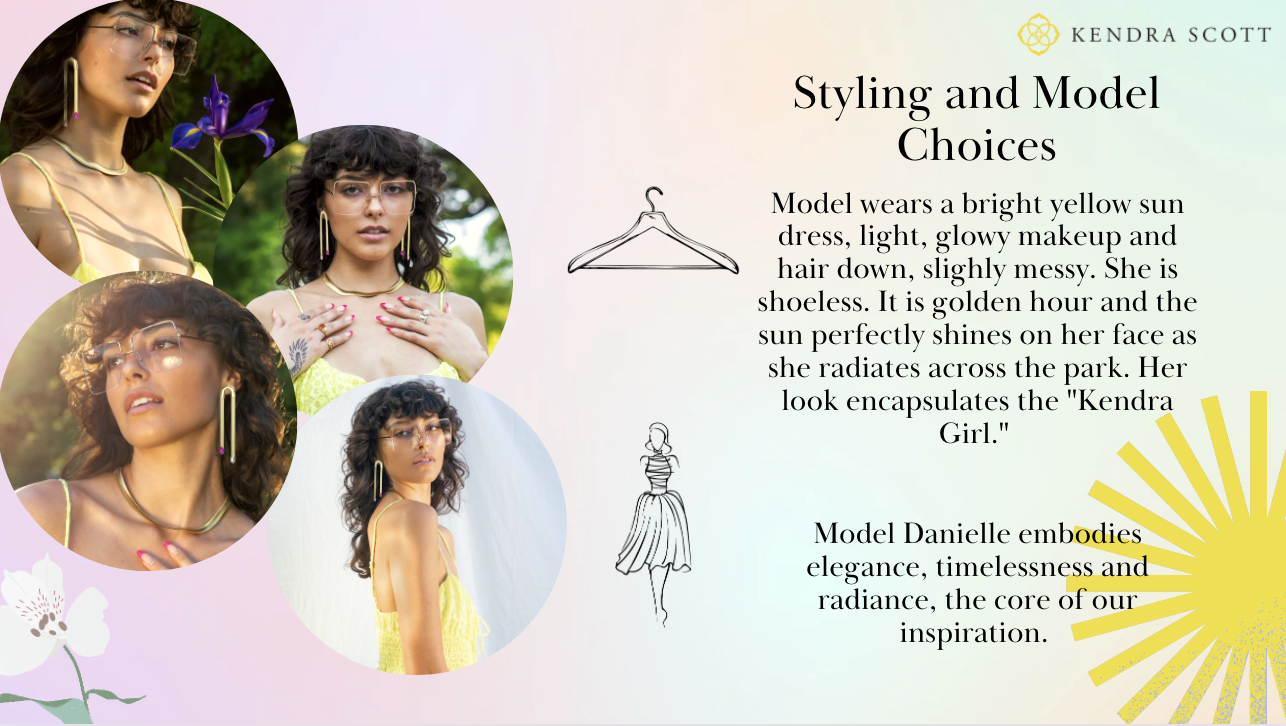 KENDRA SCOTT
Styling and Model
Choices
Model wears a bright yellow sun
dress, light, glowy makeup and
hair down, slighly messy. She is
shoeless. It is golden hour and the
sun perfectly shines on her face as
she radiates across the park. Her
look encapsulates the "Kendra
Girl."
Model Danielle embodies
elegance, timelessness and
radiance, the core of our
inspiration.